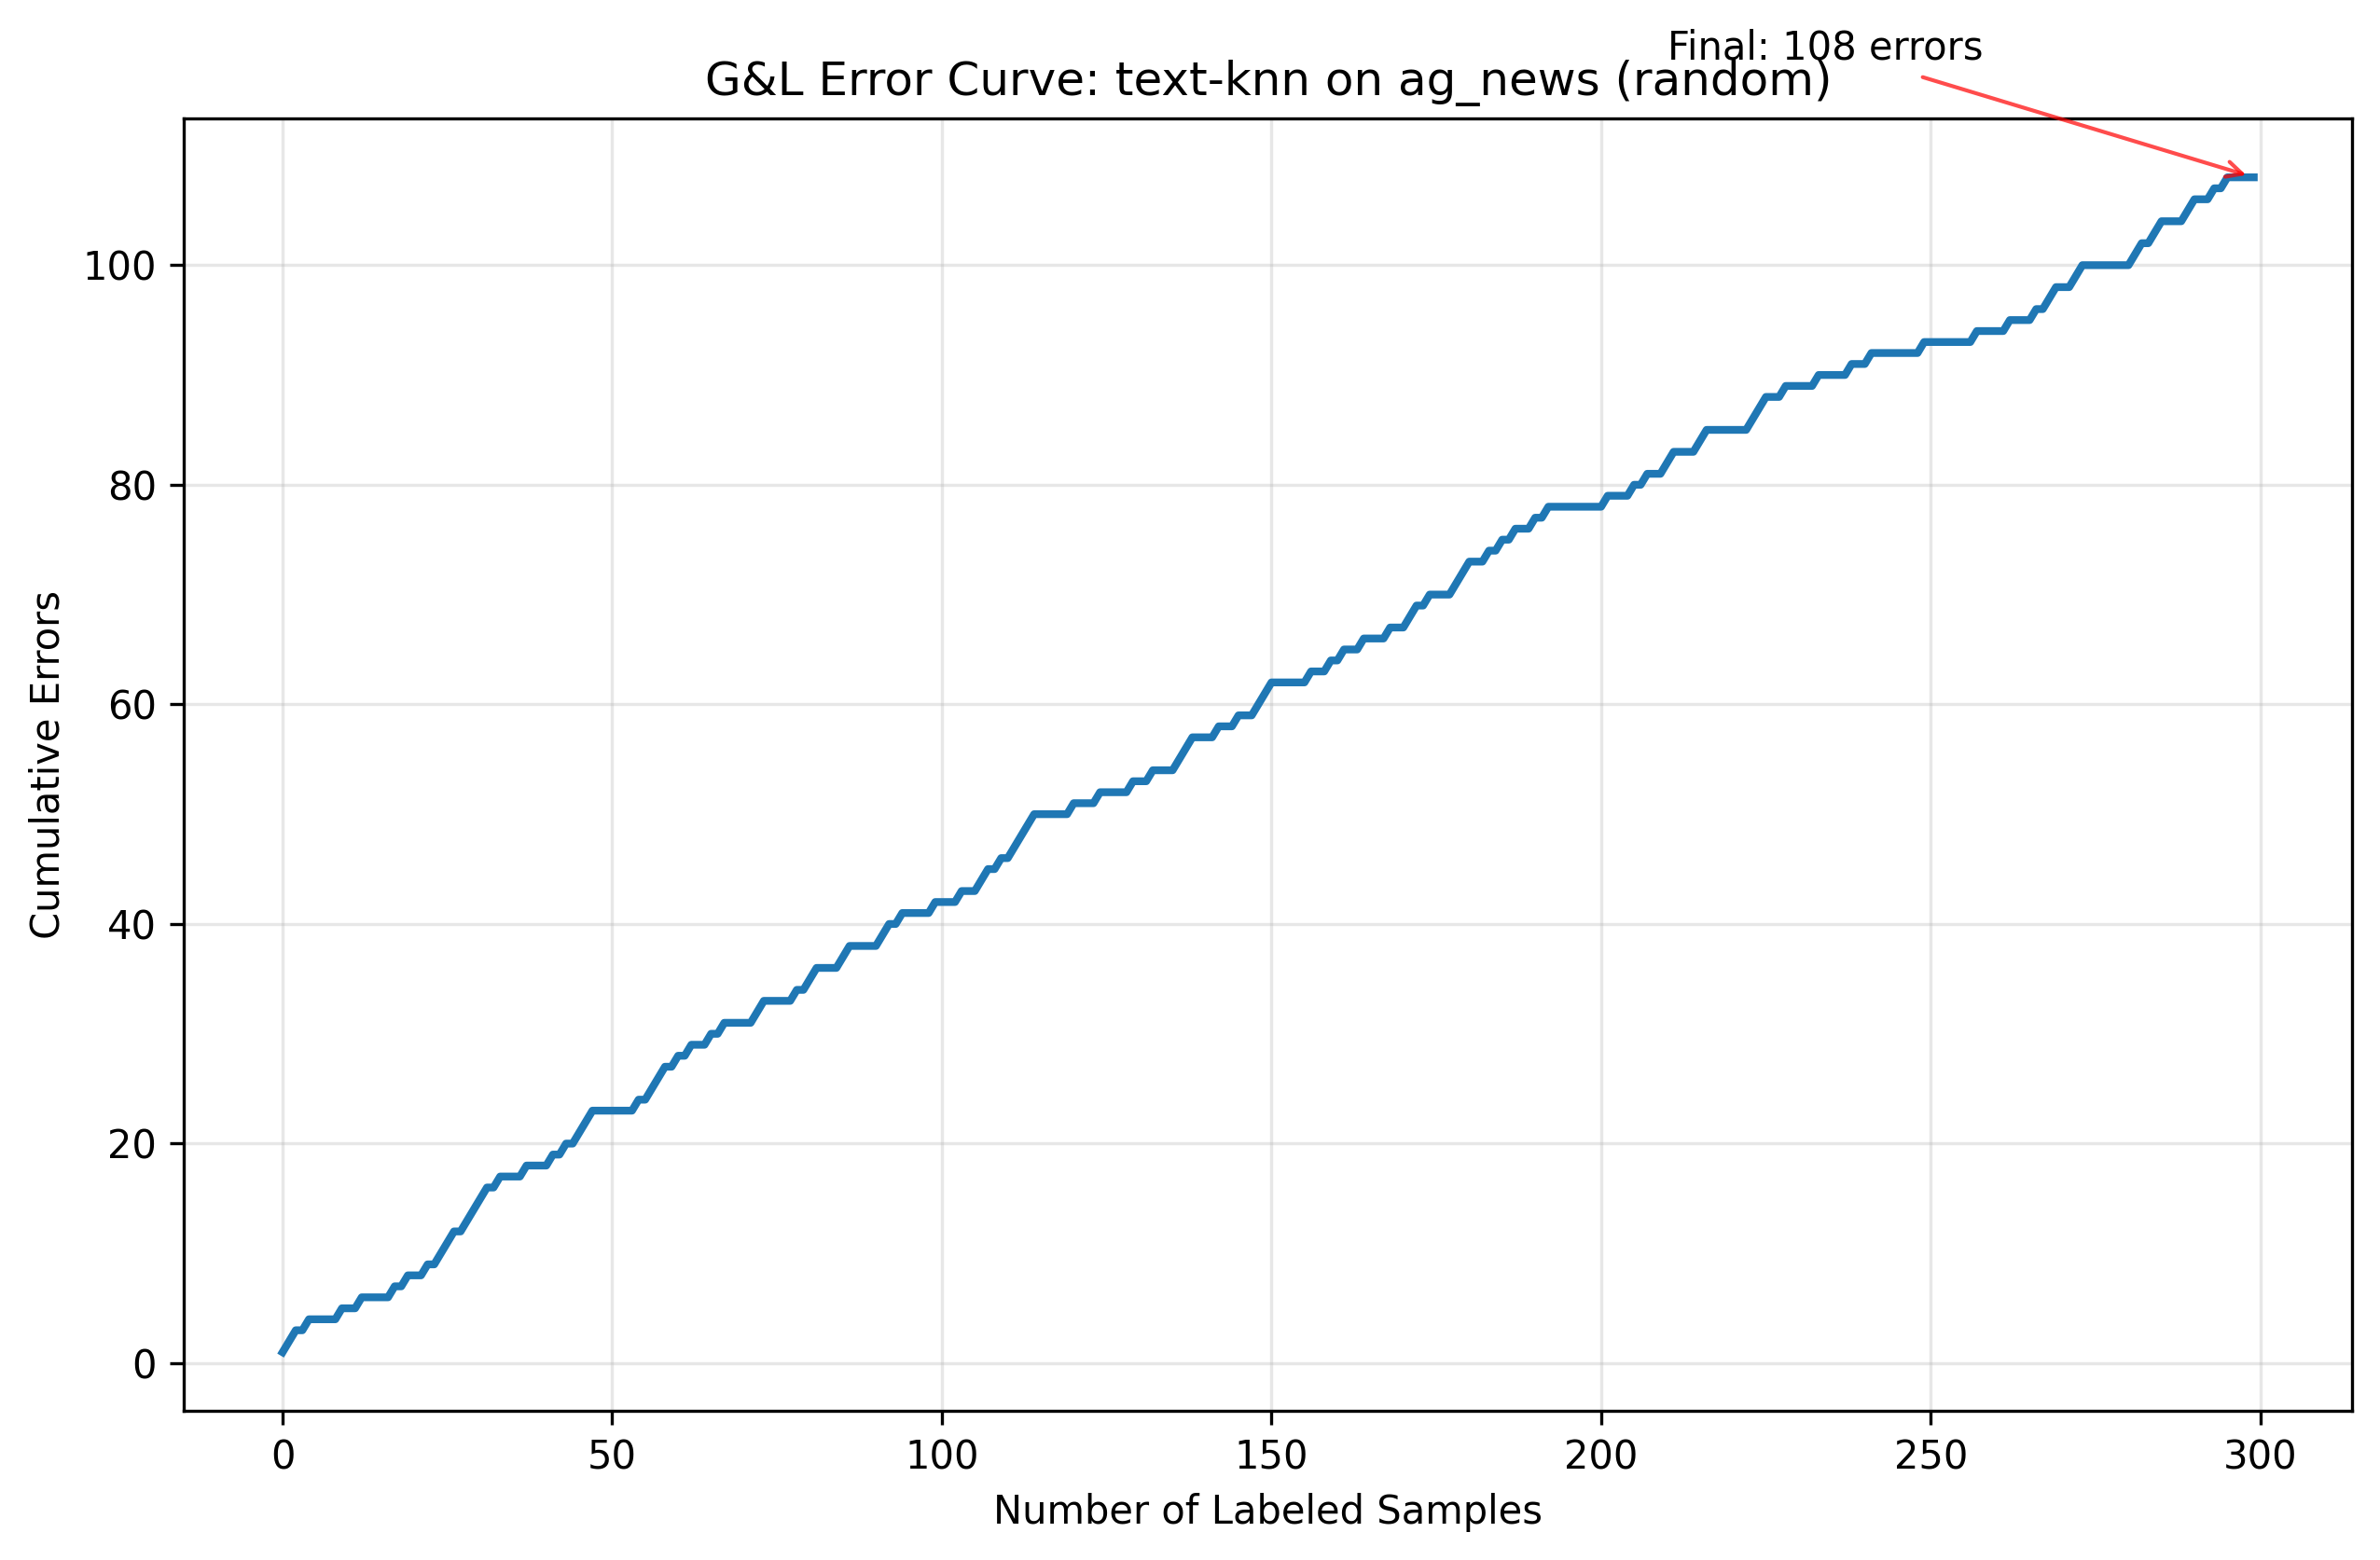 Final: 108 errors
G&L Error Curve: text-knn on ag_news (random)
100
80
60
40
20
0
Cumulative Errors
0 50 100 150 200 250 300
Number of Labeled Samples